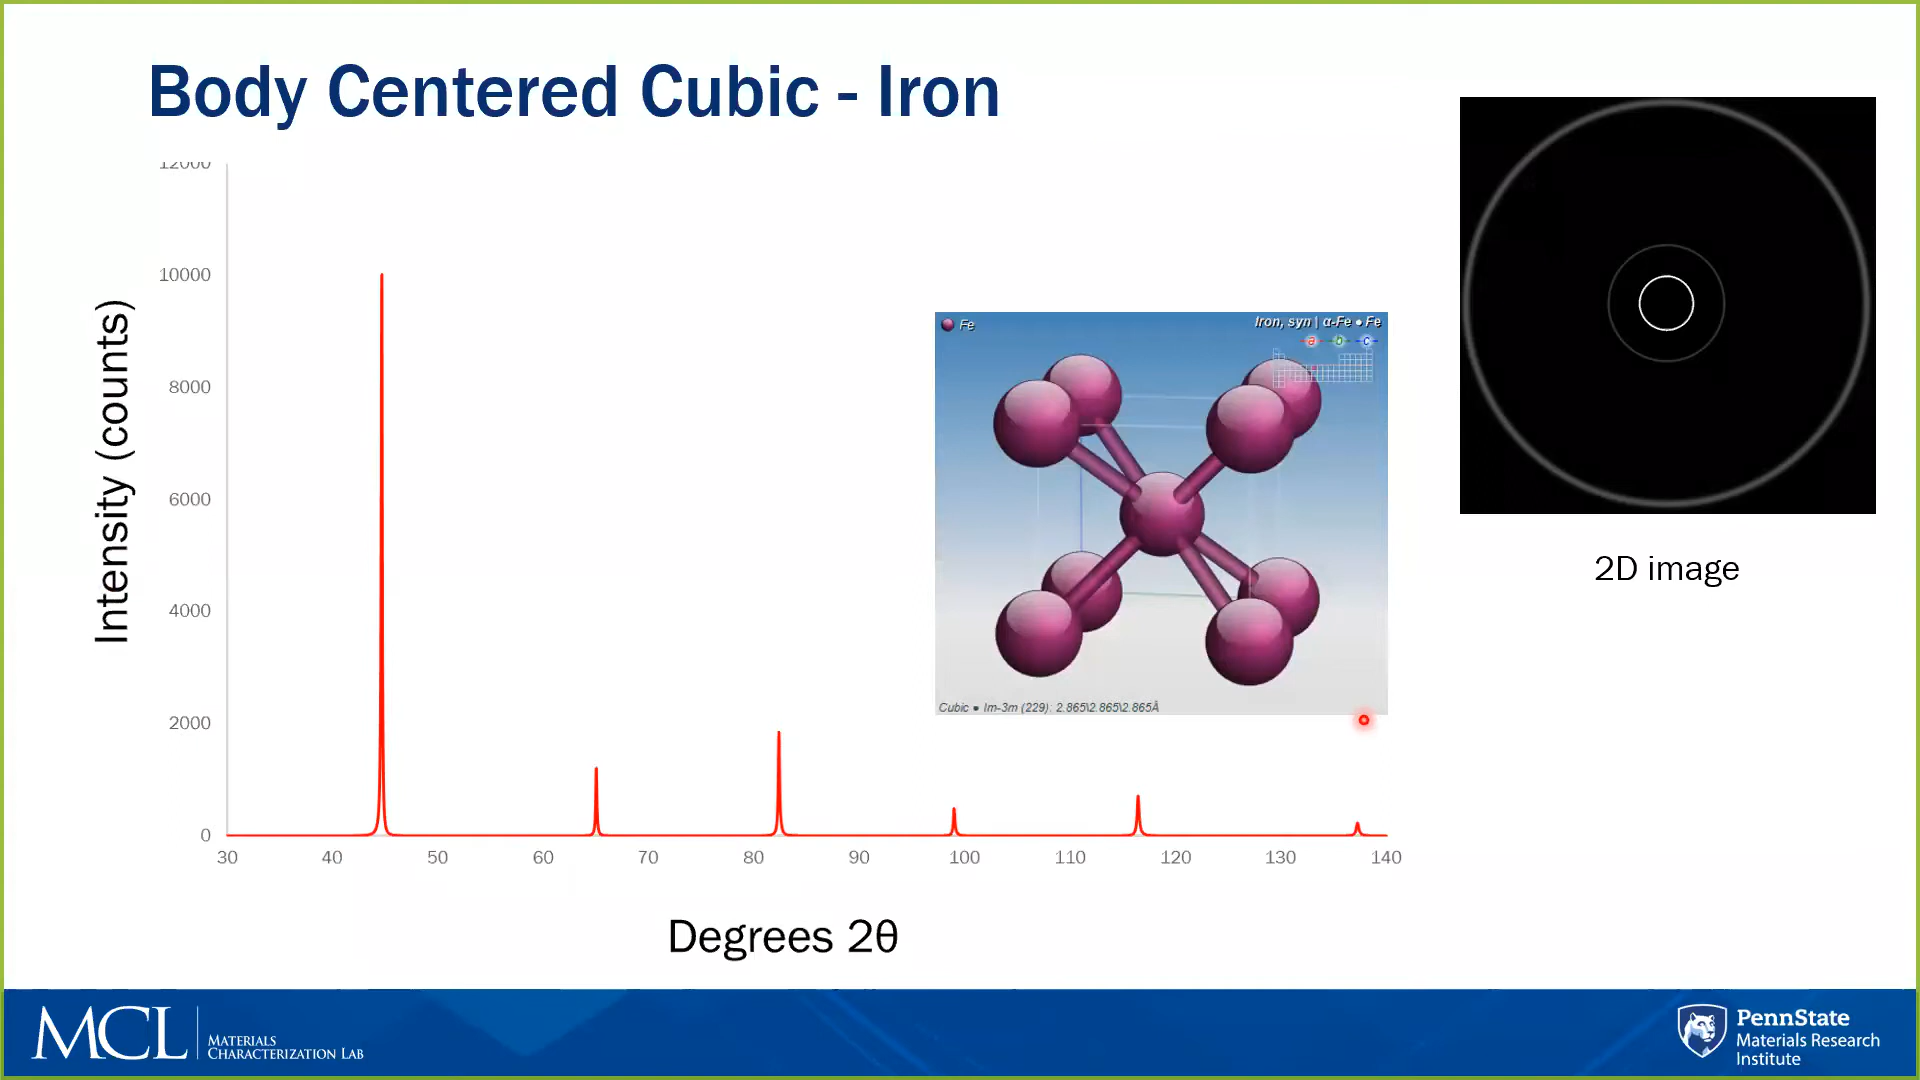 Body Centered Cubic - Iron
Intensity (counts)
12000
10000
8000
6000
4000
2000
0
30 40 50 60 70 80 90 100 110 120 130 140
Degrees 2θ
Fe
Iron, syn | α-Fe ● Fe
a b c
Cubic ● Im-3m (229): 2.865\2.865\2.865Å
2D image
MCL
MATERIALS
CHARACTERIZATION LAB
PennState
Materials Research
Institute